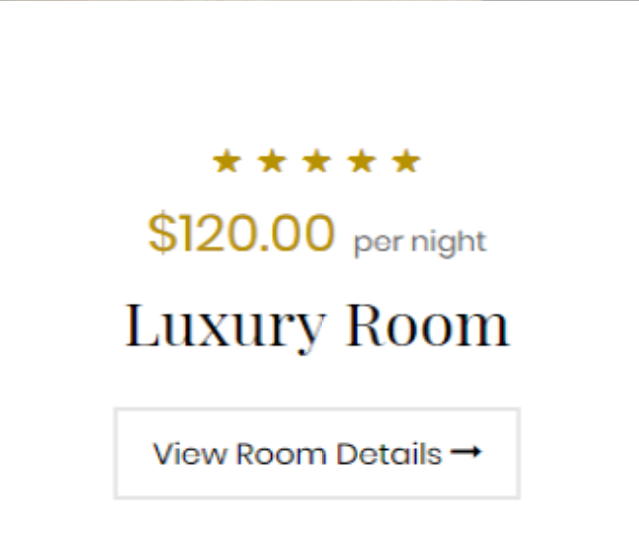 ★ ★ ★ ★ ★
$120.00 per night
Luxury Room
View Room Details →